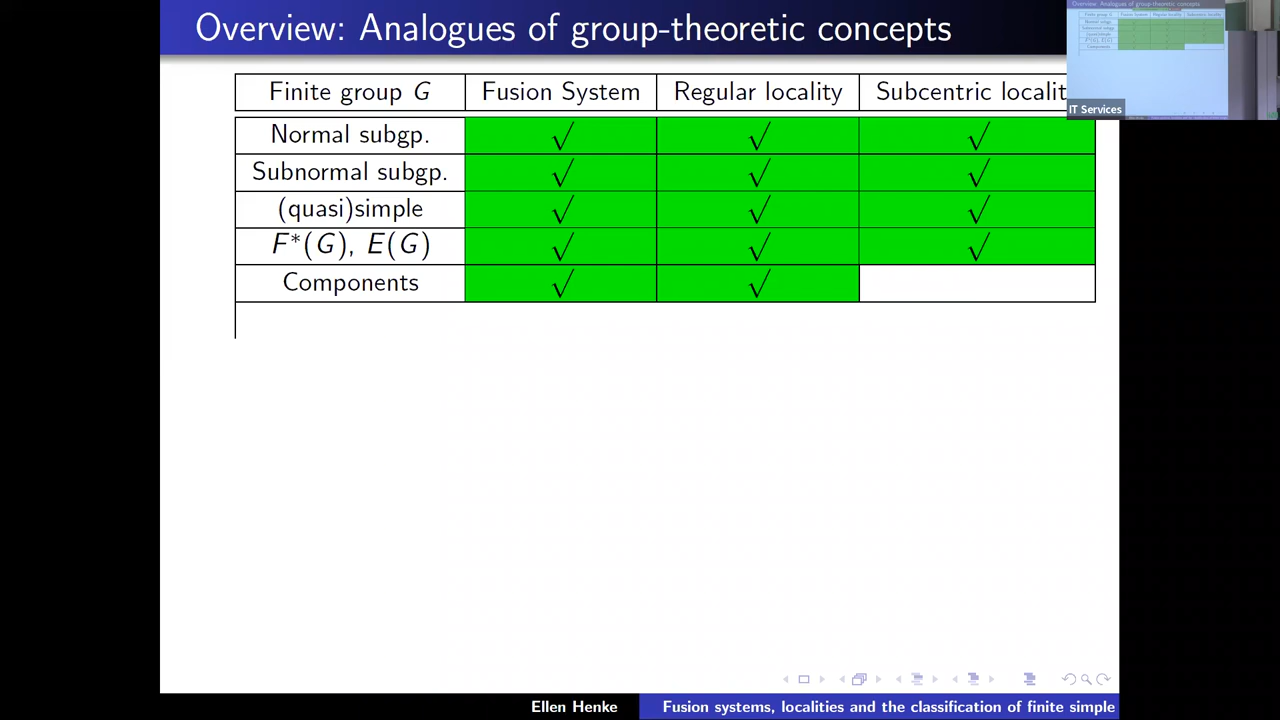 Overview: Analogues of group-theoretic concepts
Finite group G Fusion System Regular locality Subcentric localit
Normal subgp. √ √ √
Subnormal subgp. √ √ √
(quasi)simple √ √ √
F*(G), E(G) √ √ √
Components √ √
IT Services
Ellen Henke Fusion systems, localities and the classification of finite simple